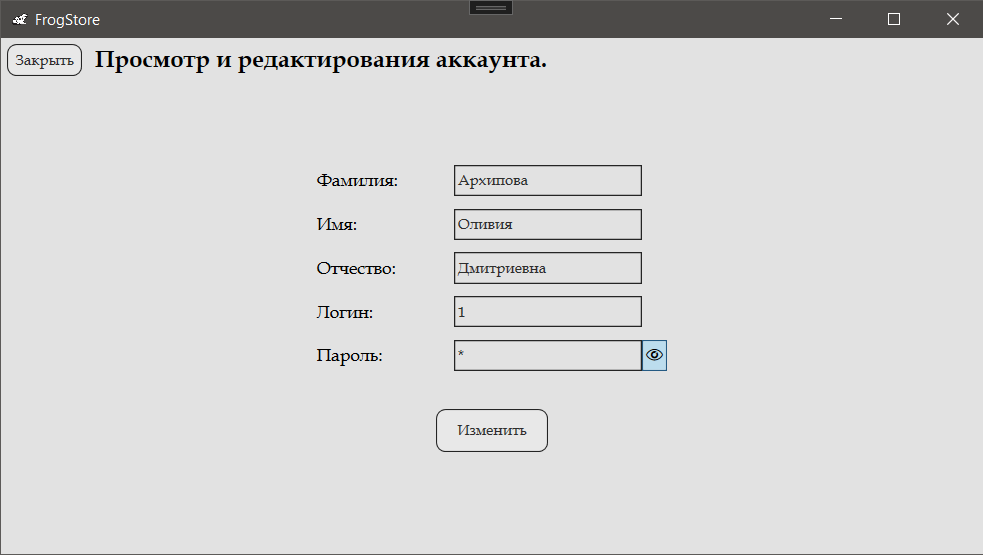 FrogStore
Закрыть
Просмотр и редактирования аккаунта.
Фамилия: Архипова
Имя: Оливия
Отчество: Дмитриевна
Логин: 1
Пароль: *
Изменить